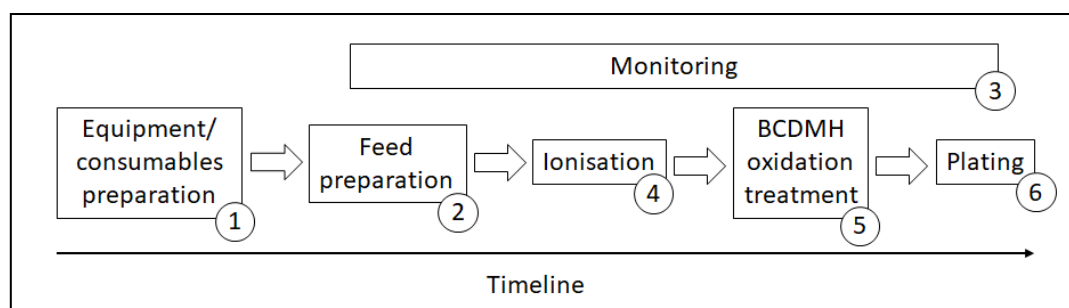 Monitoring
3
Equipment/
consumables
preparation
1
Feed
preparation
2
Ionisation
4
BCDMH
oxidation
treatment
5
Plating
6
Timeline